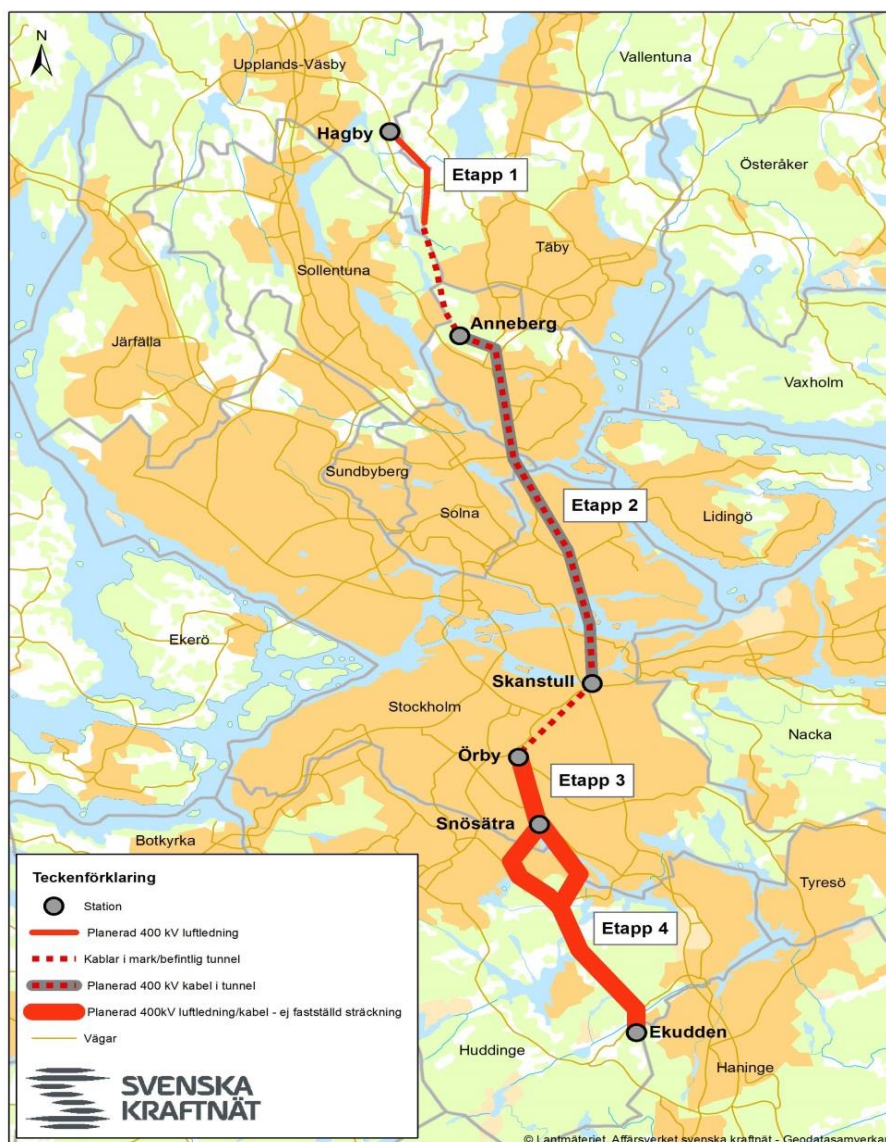 N
Upplands-Väsby
Vallentuna
Hagby
Etapp 1
Österåker
Täby
Sollentuna
Anneberg
Järfälla
Vaxholm
Sundbyberg
Etapp 2
Solna
Lidingö
Ekerö
Skanstull
Stockholm
Nacka
Örby
Etapp 3
Snösätra
Botkyrka
Tyresö
Etapp 4
Ekudden
Huddinge
Haninge
Teckenförklaring
Station
Planerad 400 kV luftledning
Kablar i mark/befintlig tunnel
Planerad 400 kV kabel i tunnel
Planerad 400kV luftledning/kabel - ej fastställd sträckning
Vägar
SVENSKA
KRAFTNÄT
© Lantmäteriet, Affärsverket svenska kraftnät - Geodatasamverkan